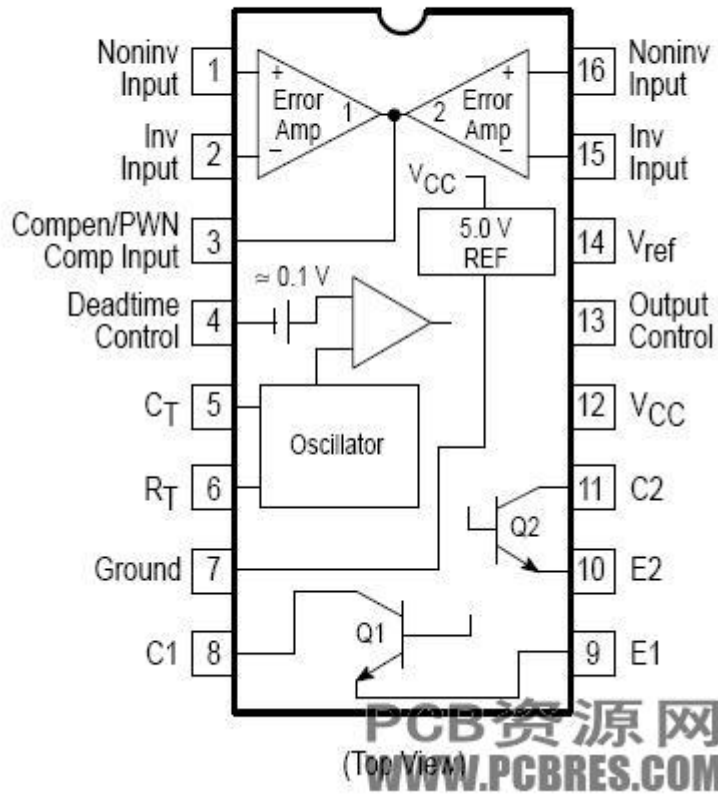 Noninv
Input
1
+
Error
Amp
1
−
Inv
Input
2
Compen/PWN
Comp Input
3
≃ 0.1 V
Deadtime
Control
4
CT
5
Oscillator
RT
6
Ground
7
C1
8
Q1
+
2
Error
Amp
−
16
Noninv
Input
15
Inv
Input
VCC
5.0 V
REF
14
Vref
13
Output
Control
12
VCC
11
C2
Q2
10
E2
9
E1
(Top View)
PCB资源网
WWW.PCBRES.COM